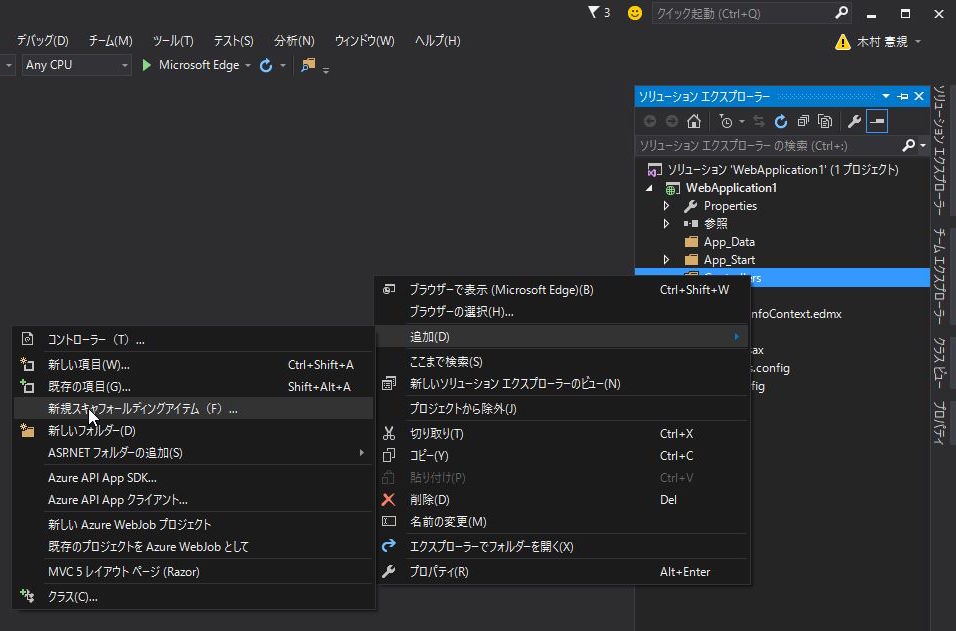 3
クイック起動 (Ctrl+Q)
デバッグ(D) チーム(M) ツール(T) テスト(S) 分析(N) ウィンドウ(W) ヘルプ(H)
木村 憲規
Any CPU Microsoft Edge
ソリューション エクスプローラー
ソリューション エクスプローラー の検索 (Ctrl+:)
ソリューション 'WebApplication1' (1 プロジェクト)
WebApplication1
Properties
参照
App_Data
App_Start
nfoContext.edmx
ax
s.config
fig
ブラウザーで表示 (Microsoft Edge)(B) Ctrl+Shift+W
ブラウザーの選択(H)...
追加(D)
ここまで検索(S)
新しいソリューション エクスプローラーのビュー(N)
プロジェクトから除外(J)
切り取り(T) Ctrl+X
コピー(Y) Ctrl+C
貼り付け(P) Ctrl+V
削除(D) Del
名前の変更(M)
エクスプローラーでフォルダーを開く(X)
プロパティ(R) Alt+Enter
コントローラー（T）...
新しい項目(W)... Ctrl+Shift+A
既存の項目(G)... Shift+Alt+A
新規スキャフォールディングアイテム（F）...
新しいフォルダー(D)
ASP.NET フォルダーの追加(S)
Azure API App SDK...
Azure API App クライアント...
新しい Azure WebJob プロジェクト
既存のプロジェクトを Azure WebJob として
MVC 5 レイアウト ページ (Razor)
クラス(C)...
ソリューション エクスプローラー
チーム エクスプローラー
クラス ビュー
プロパティ